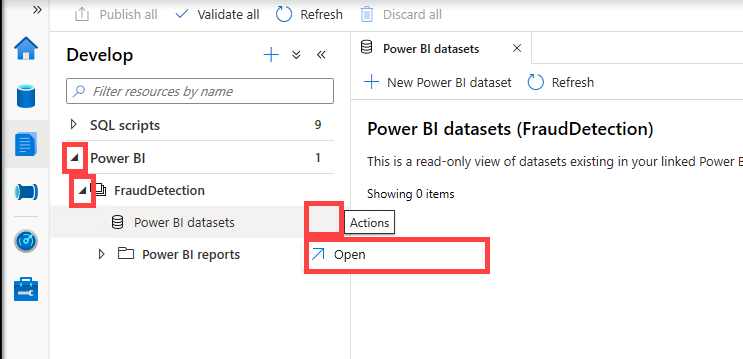 Publish all Validate all Refresh Discard all
Develop
Filter resources by name
SQL scripts 9
Power BI 1
FraudDetection
Power BI datasets
Actions
Power BI reports
Open
Power BI datasets
New Power BI dataset Refresh
Power BI datasets (FraudDetection)
This is a read-only view of datasets existing in your linked Power B
Showing 0 items